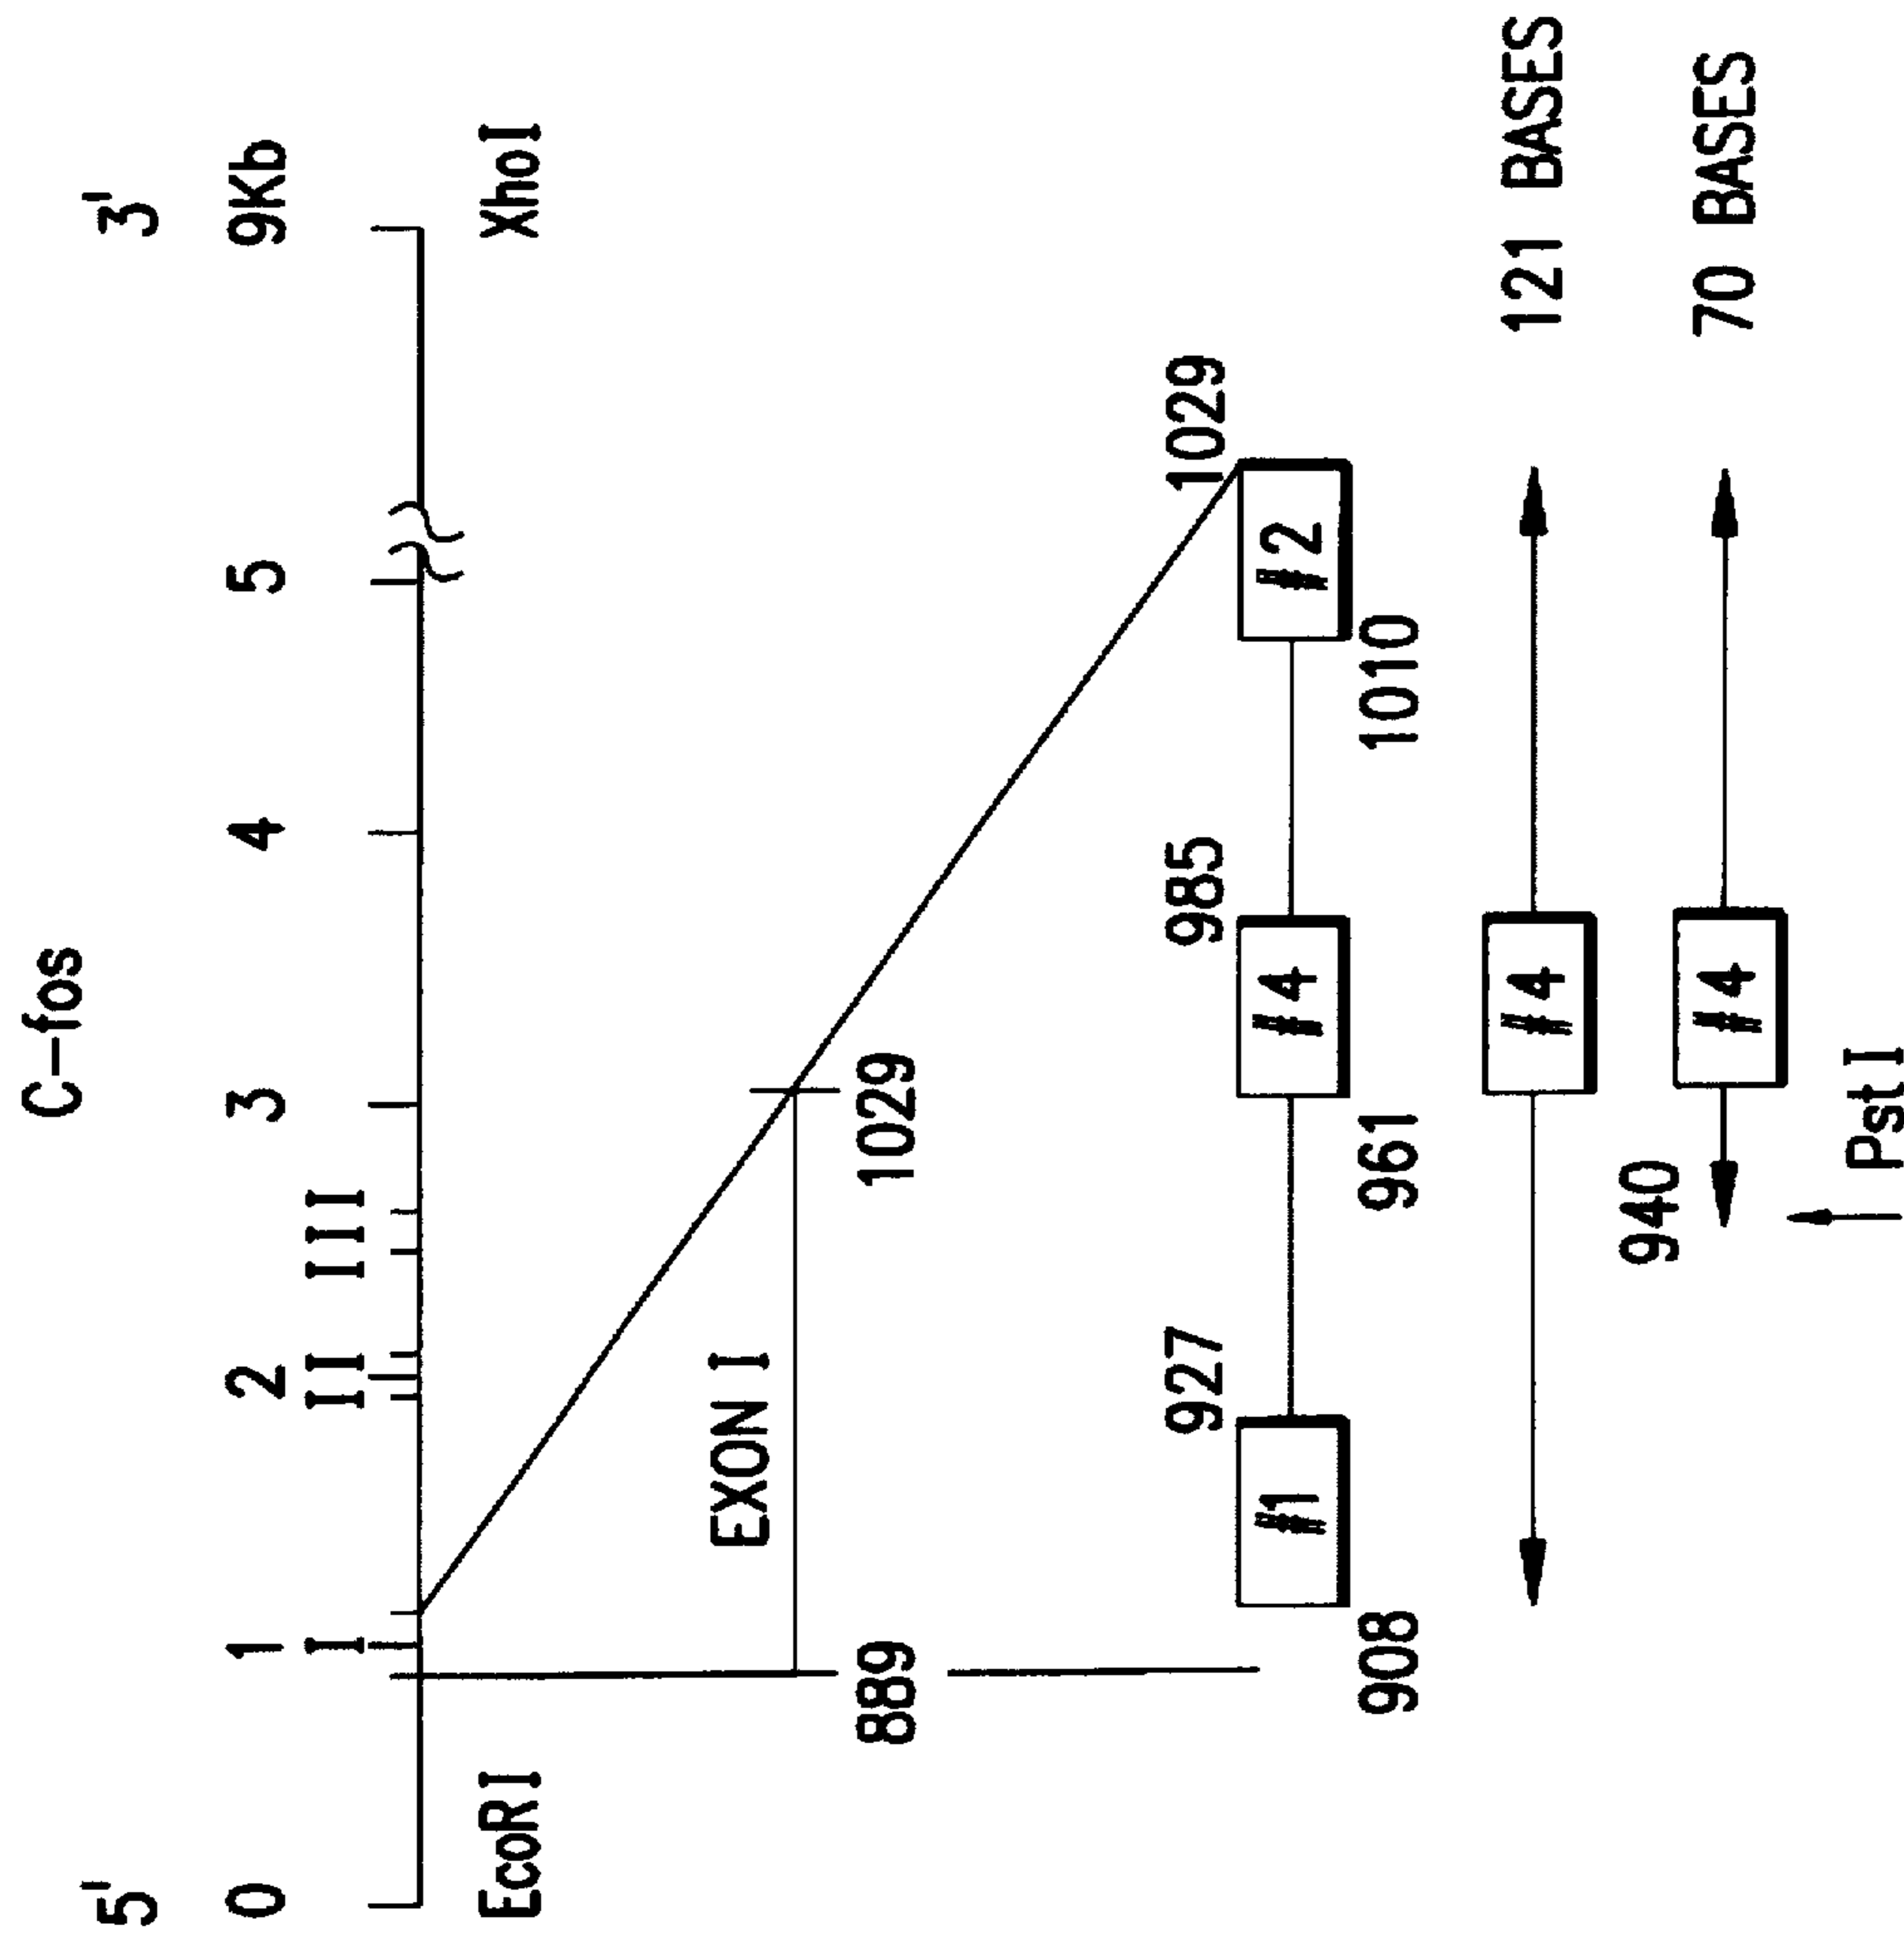 C-fos
5' 3'
0 1 2 3 4 5 9Kb
I II III
EcoRI XhoI
EXON I
889 1029
927 985 1029
#1 #4 #2
908 961 1010
#4 121 BASES
940
#4 70 BASES
PstI